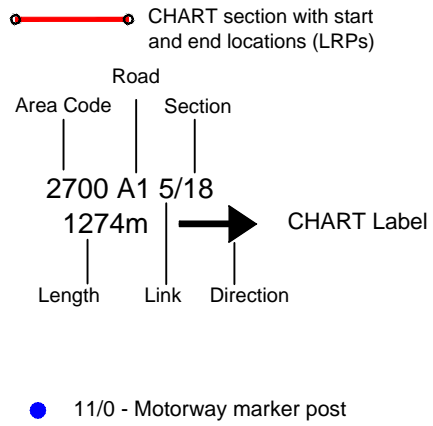 CHART section with start
and end locations (LRPs)
Road
Area Code Section
2700 A1 5/18
1274m CHART Label
Length Link Direction
11/0 - Motorway marker post